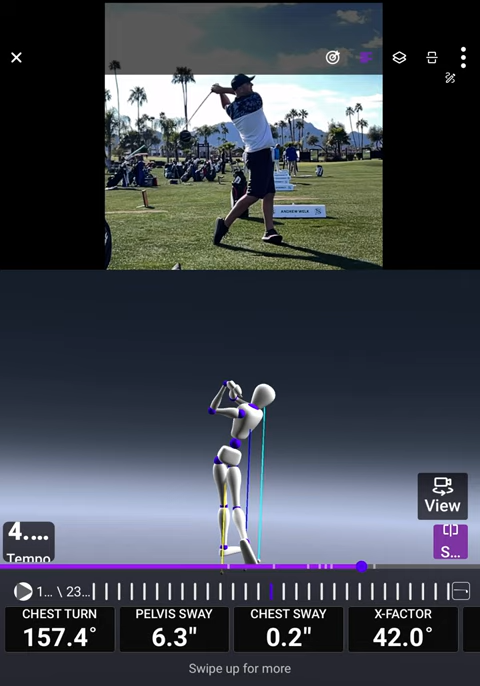 ANDREW WELK
View
4....
Tempo
S...
1... \ 23...
CHEST TURN
157.4°
PELVIS SWAY
6.3"
CHEST SWAY
0.2"
X-FACTOR
42.0°
Swipe up for more